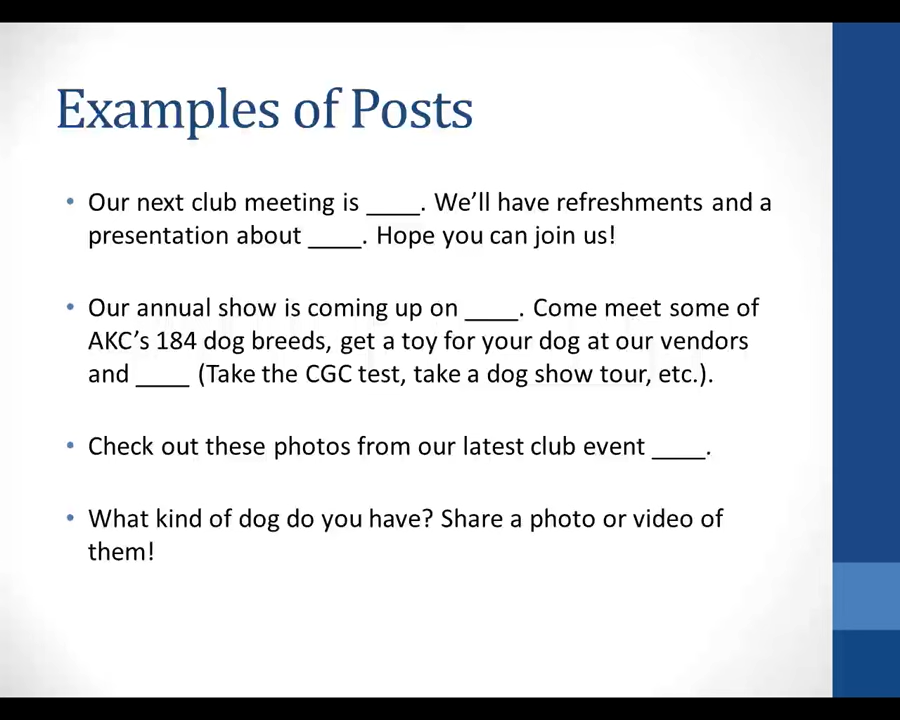 Examples of Posts
• Our next club meeting is ____. We’ll have refreshments and a
presentation about ____. Hope you can join us!
• Our annual show is coming up on ____. Come meet some of
AKC’s 184 dog breeds, get a toy for your dog at our vendors
and ____ (Take the CGC test, take a dog show tour, etc.).
• Check out these photos from our latest club event ____.
• What kind of dog do you have? Share a photo or video of
them!